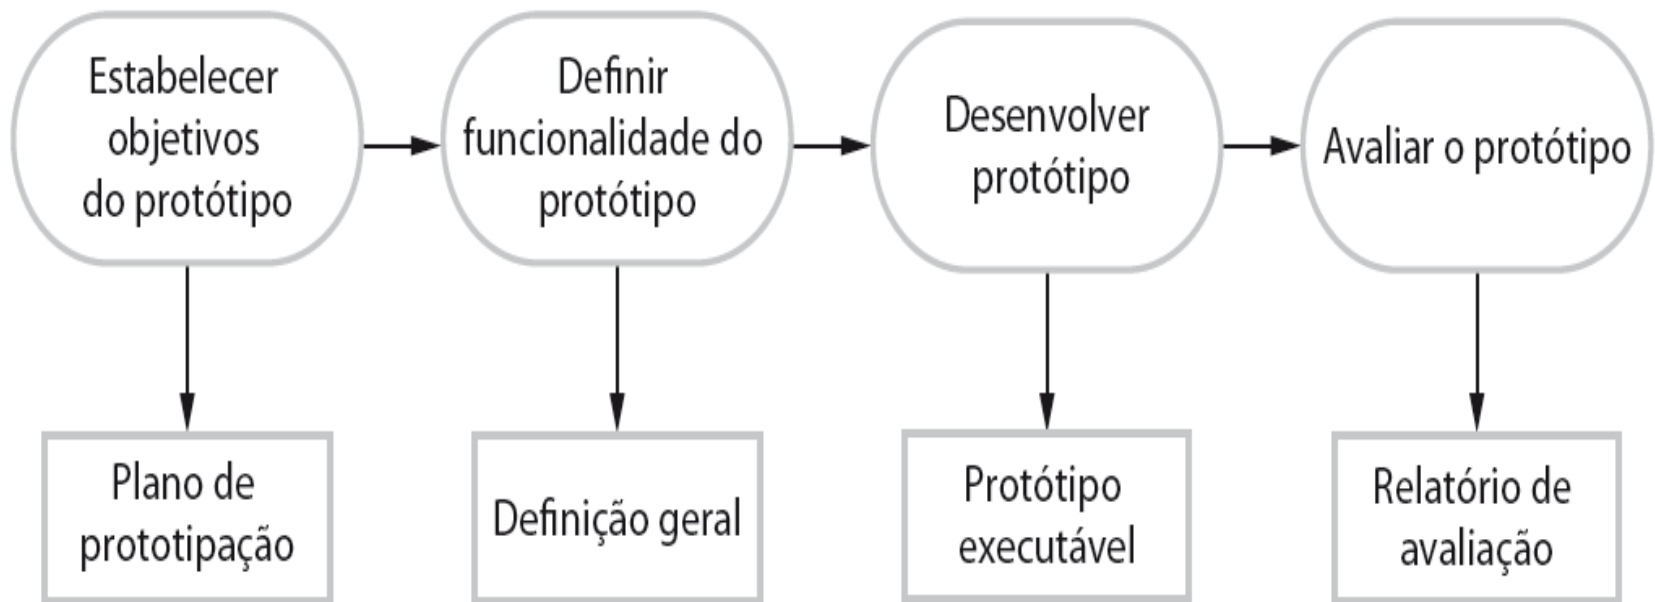 Estabelecer
objetivos
do protótipo
Definir
funcionalidade do
protótipo
Desenvolver
protótipo
Avaliar o protótipo
Plano de
prototipação
Definição geral
Protótipo
executável
Relatório de
avaliação